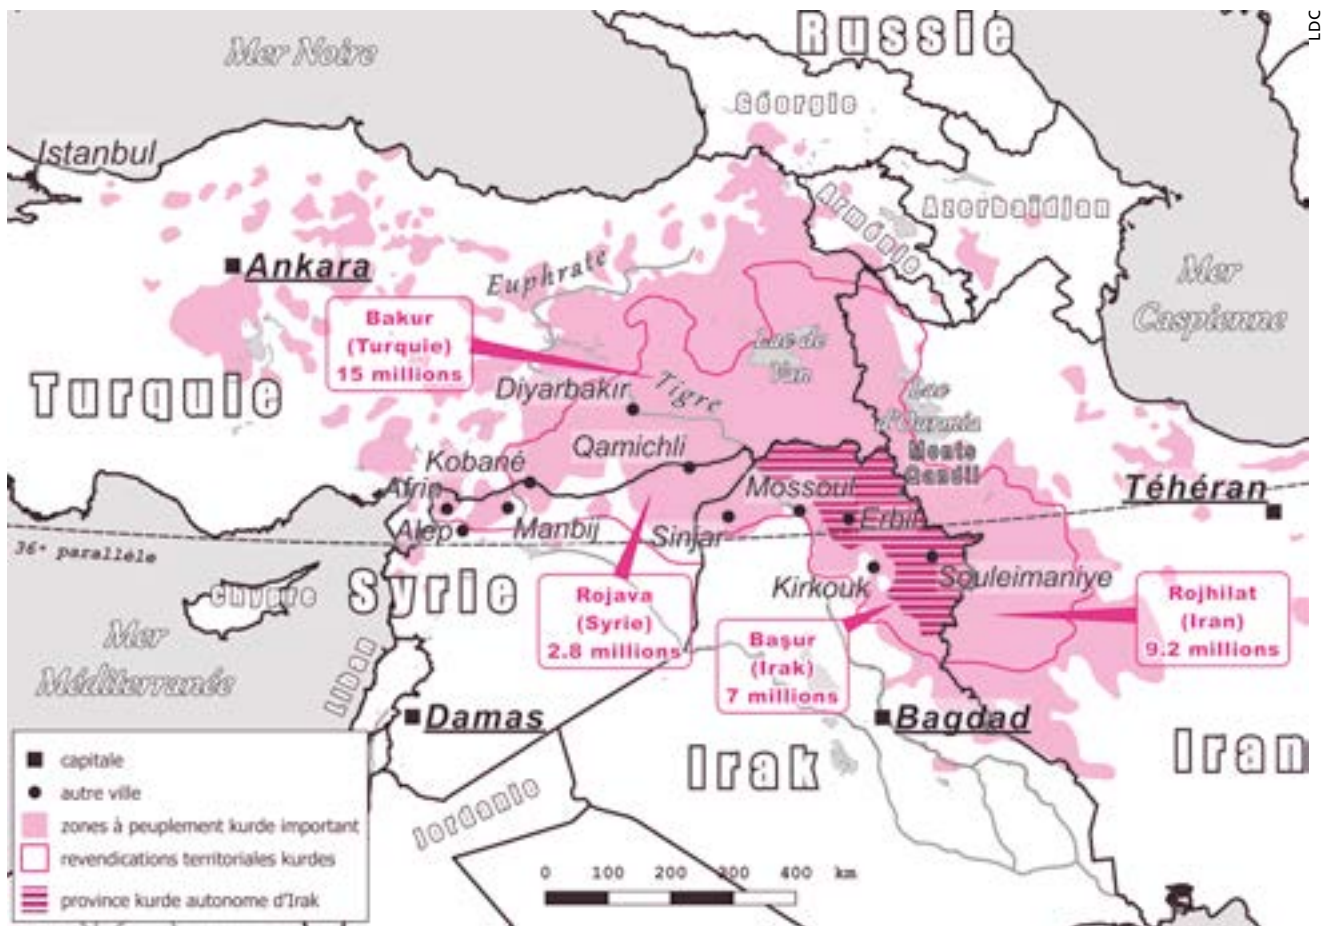 LDC
Russie
Mer Noire
Géorgie
Istanbul
Arménie
Azerbaïdjan
Ankara
Euphrate
Mer
Caspienne
Bakur
(Turquie)
15 millions
Lac de
Van
Turquie
Diyarbakır
Tigre
Lac
d'Ourmia
Qamichli
Monts
Qandil
Kobané
Afrin
Mossoul
Téhéran
Alep
Manbij
Sinjar
Erbil
36e parallèle
Syrie
Chypre
Kirkouk
Souleimaniye
Rojava
(Syrie)
2.8 millions
Rojhilat
(Iran)
9.2 millions
Başur
(Irak)
7 millions
Mer
Méditerranée
Liban
Damas
Bagdad
Irak
Iran
Jordanie
capitale
autre ville
zones à peuplement kurde important
revendications territoriales kurdes
province kurde autonome d'Irak
0 100 200 300 400 km